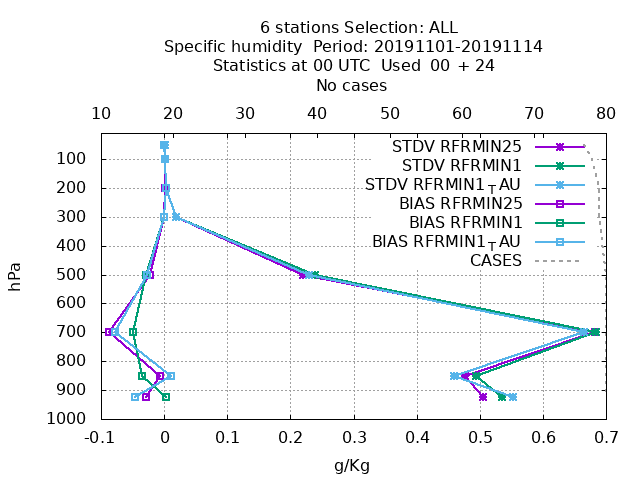 6 stations Selection: ALL
Specific humidity  Period: 20191101-20191114
Statistics at 00 UTC  Used  00 + 24
No cases
10 20 30 40 50 60 70 80
STDV RFRMIN25
STDV RFRMIN1
STDV RFRMIN1TAU
BIAS RFRMIN25
BIAS RFRMIN1
BIAS RFRMIN1TAU
CASES
100
200
300
400
500
600
700
800
900
1000
hPa
-0.1 0 0.1 0.2 0.3 0.4 0.5 0.6 0.7
g/Kg